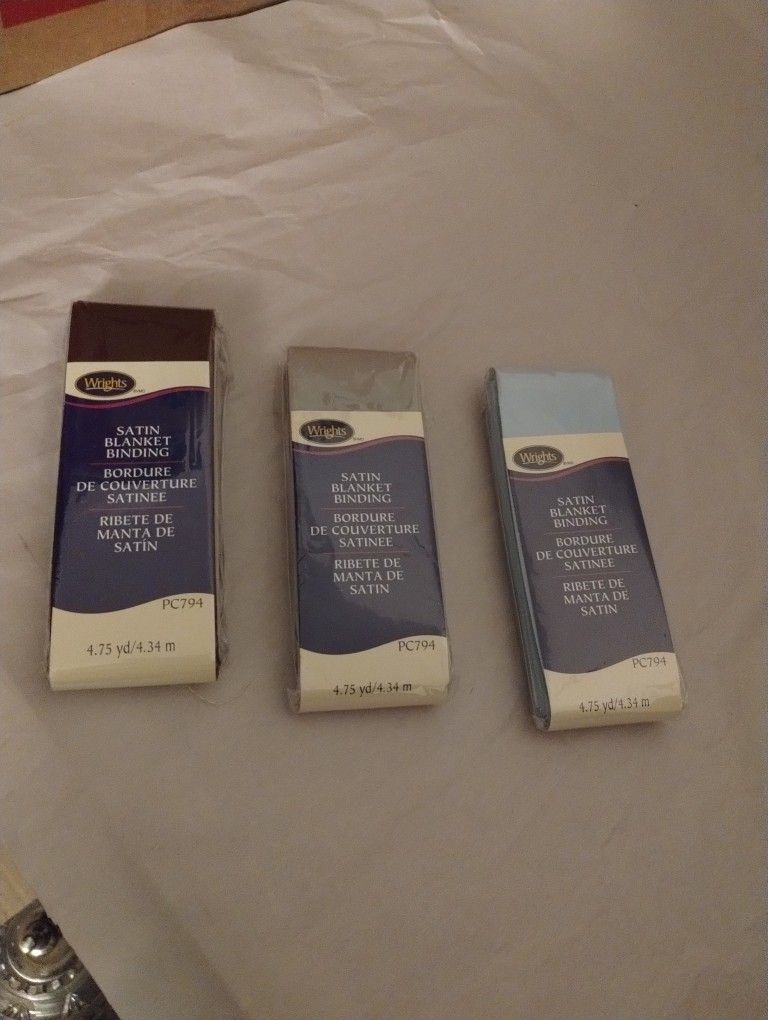 Wrights
SATIN
BLANKET
BINDING
BORDURE
DE COUVERTURE
SATINEE
RIBETE DE
MANTA DE
SATÍN
PC794
4.75 yd/4.34 m
Wrights
SATIN
BLANKET
BINDING
BORDURE
DE COUVERTURE
SATINEE
RIBETE DE
MANTA DE
SATIN
PC794
4.75 yd/4.34 m
Wrights
SATIN
BLANKET
BINDING
BORDURE
DE COUVERTURE
SATINEE
RIBETE DE
MANTA DE
SATIN
PC794
4.75 yd/4.34 m